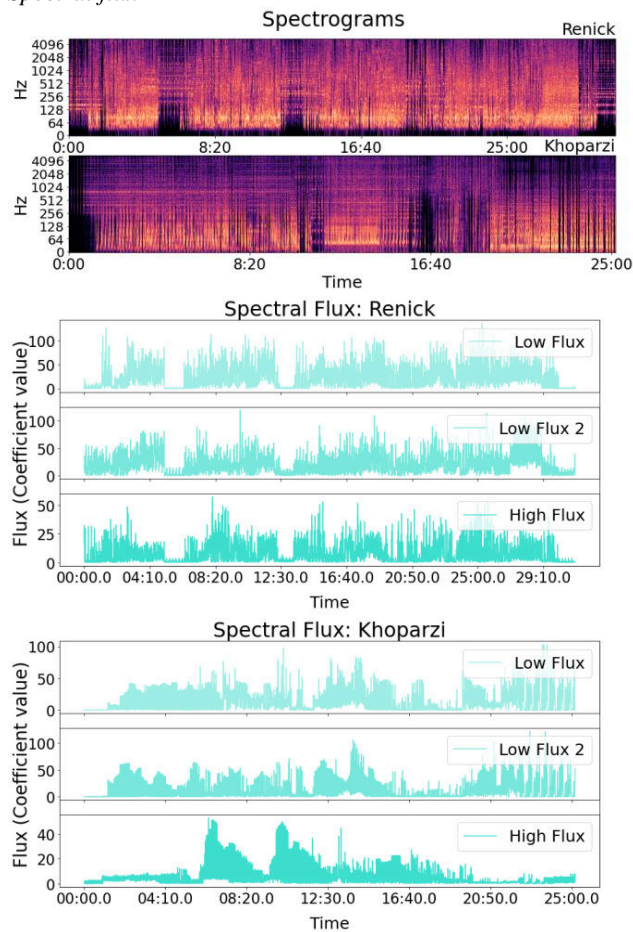 Spectral flux
Spectrograms
Renick
Hz
4096
2048
1024
512
256
128
64
0
0:00 8:20 16:40 25:00
Khoparzi
Hz
4096
2048
1024
512
256
128
64
0
0:00 8:20 16:40 25:00
Time
Spectral Flux: Renick
Flux (Coefficient value)
100
50
0
Low Flux
100
50
0
Low Flux 2
50
25
0
High Flux
00:00.0 04:10.0 08:20.0 12:30.0 16:40.0 20:50.0 25:00.0 29:10.0
Time
Spectral Flux: Khoparzi
Flux (Coefficient value)
100
50
0
Low Flux
100
50
0
Low Flux 2
40
20
0
High Flux
00:00.0 04:10.0 08:20.0 12:30.0 16:40.0 20:50.0 25:00.0
Time